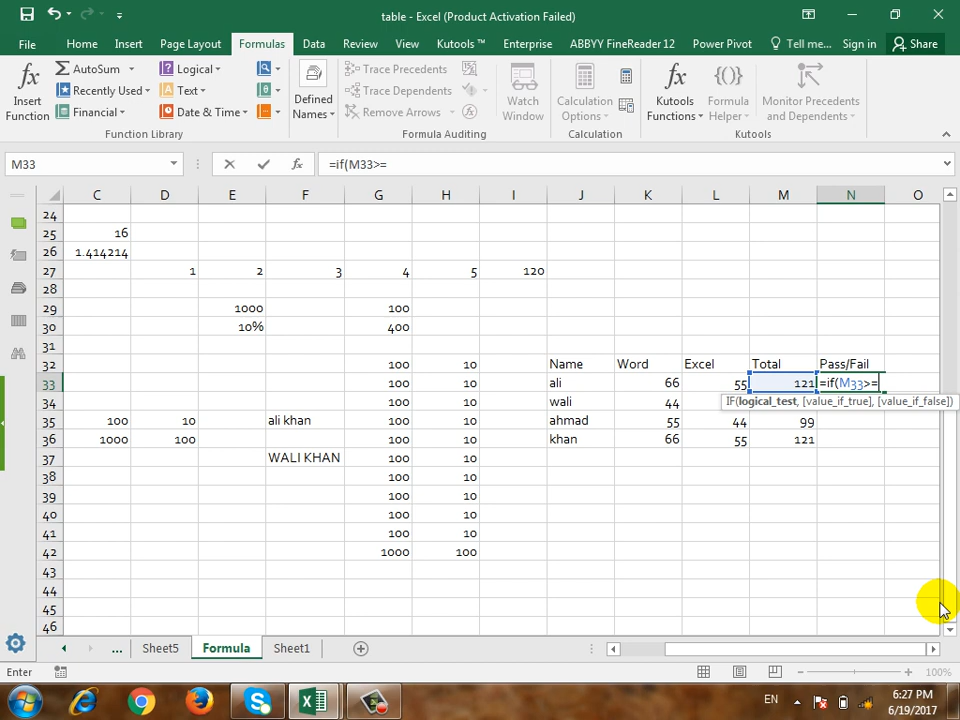 table - Excel (Product Activation Failed)
File Home Insert Page Layout Formulas Data Review View Kutools ™ Enterprise ABBYY FineReader 12 Power Pivot Tell me... Sign in Share
AutoSum Logical Trace Precedents
Recently Used Text Trace Dependents
Financial Date & Time Remove Arrows
Insert Function
Defined Names
Watch Window
Calculation Options
Kutools Functions
Formula Helper
Monitor Precedents and Dependents
Function Library Formula Auditing Calculation Kutools
M33 fx =if(M33>=
C D E F G H I J K L M N O
24
25 16
26 1.414214
27 1 2 3 4 5 120
28
29 1000 100
30 10% 400
31
32 100 10 Name Word Excel Total Pass/Fail
33 100 10 ali 66 55 121 =if(M33>=
IF(logical_test, [value_if_true], [value_if_false])
34 100 10 wali 44
35 100 10 ali khan 100 10 ahmad 55 44 99
36 1000 100 100 10 khan 66 55 121
37 WALI KHAN 100 10
38 100 10
39 100 10
40 100 10
41 100 10
42 1000 100
43
44
45
46
... Sheet5 Formula Sheet1
Enter 100%
EN 6:27 PM
6/19/2017